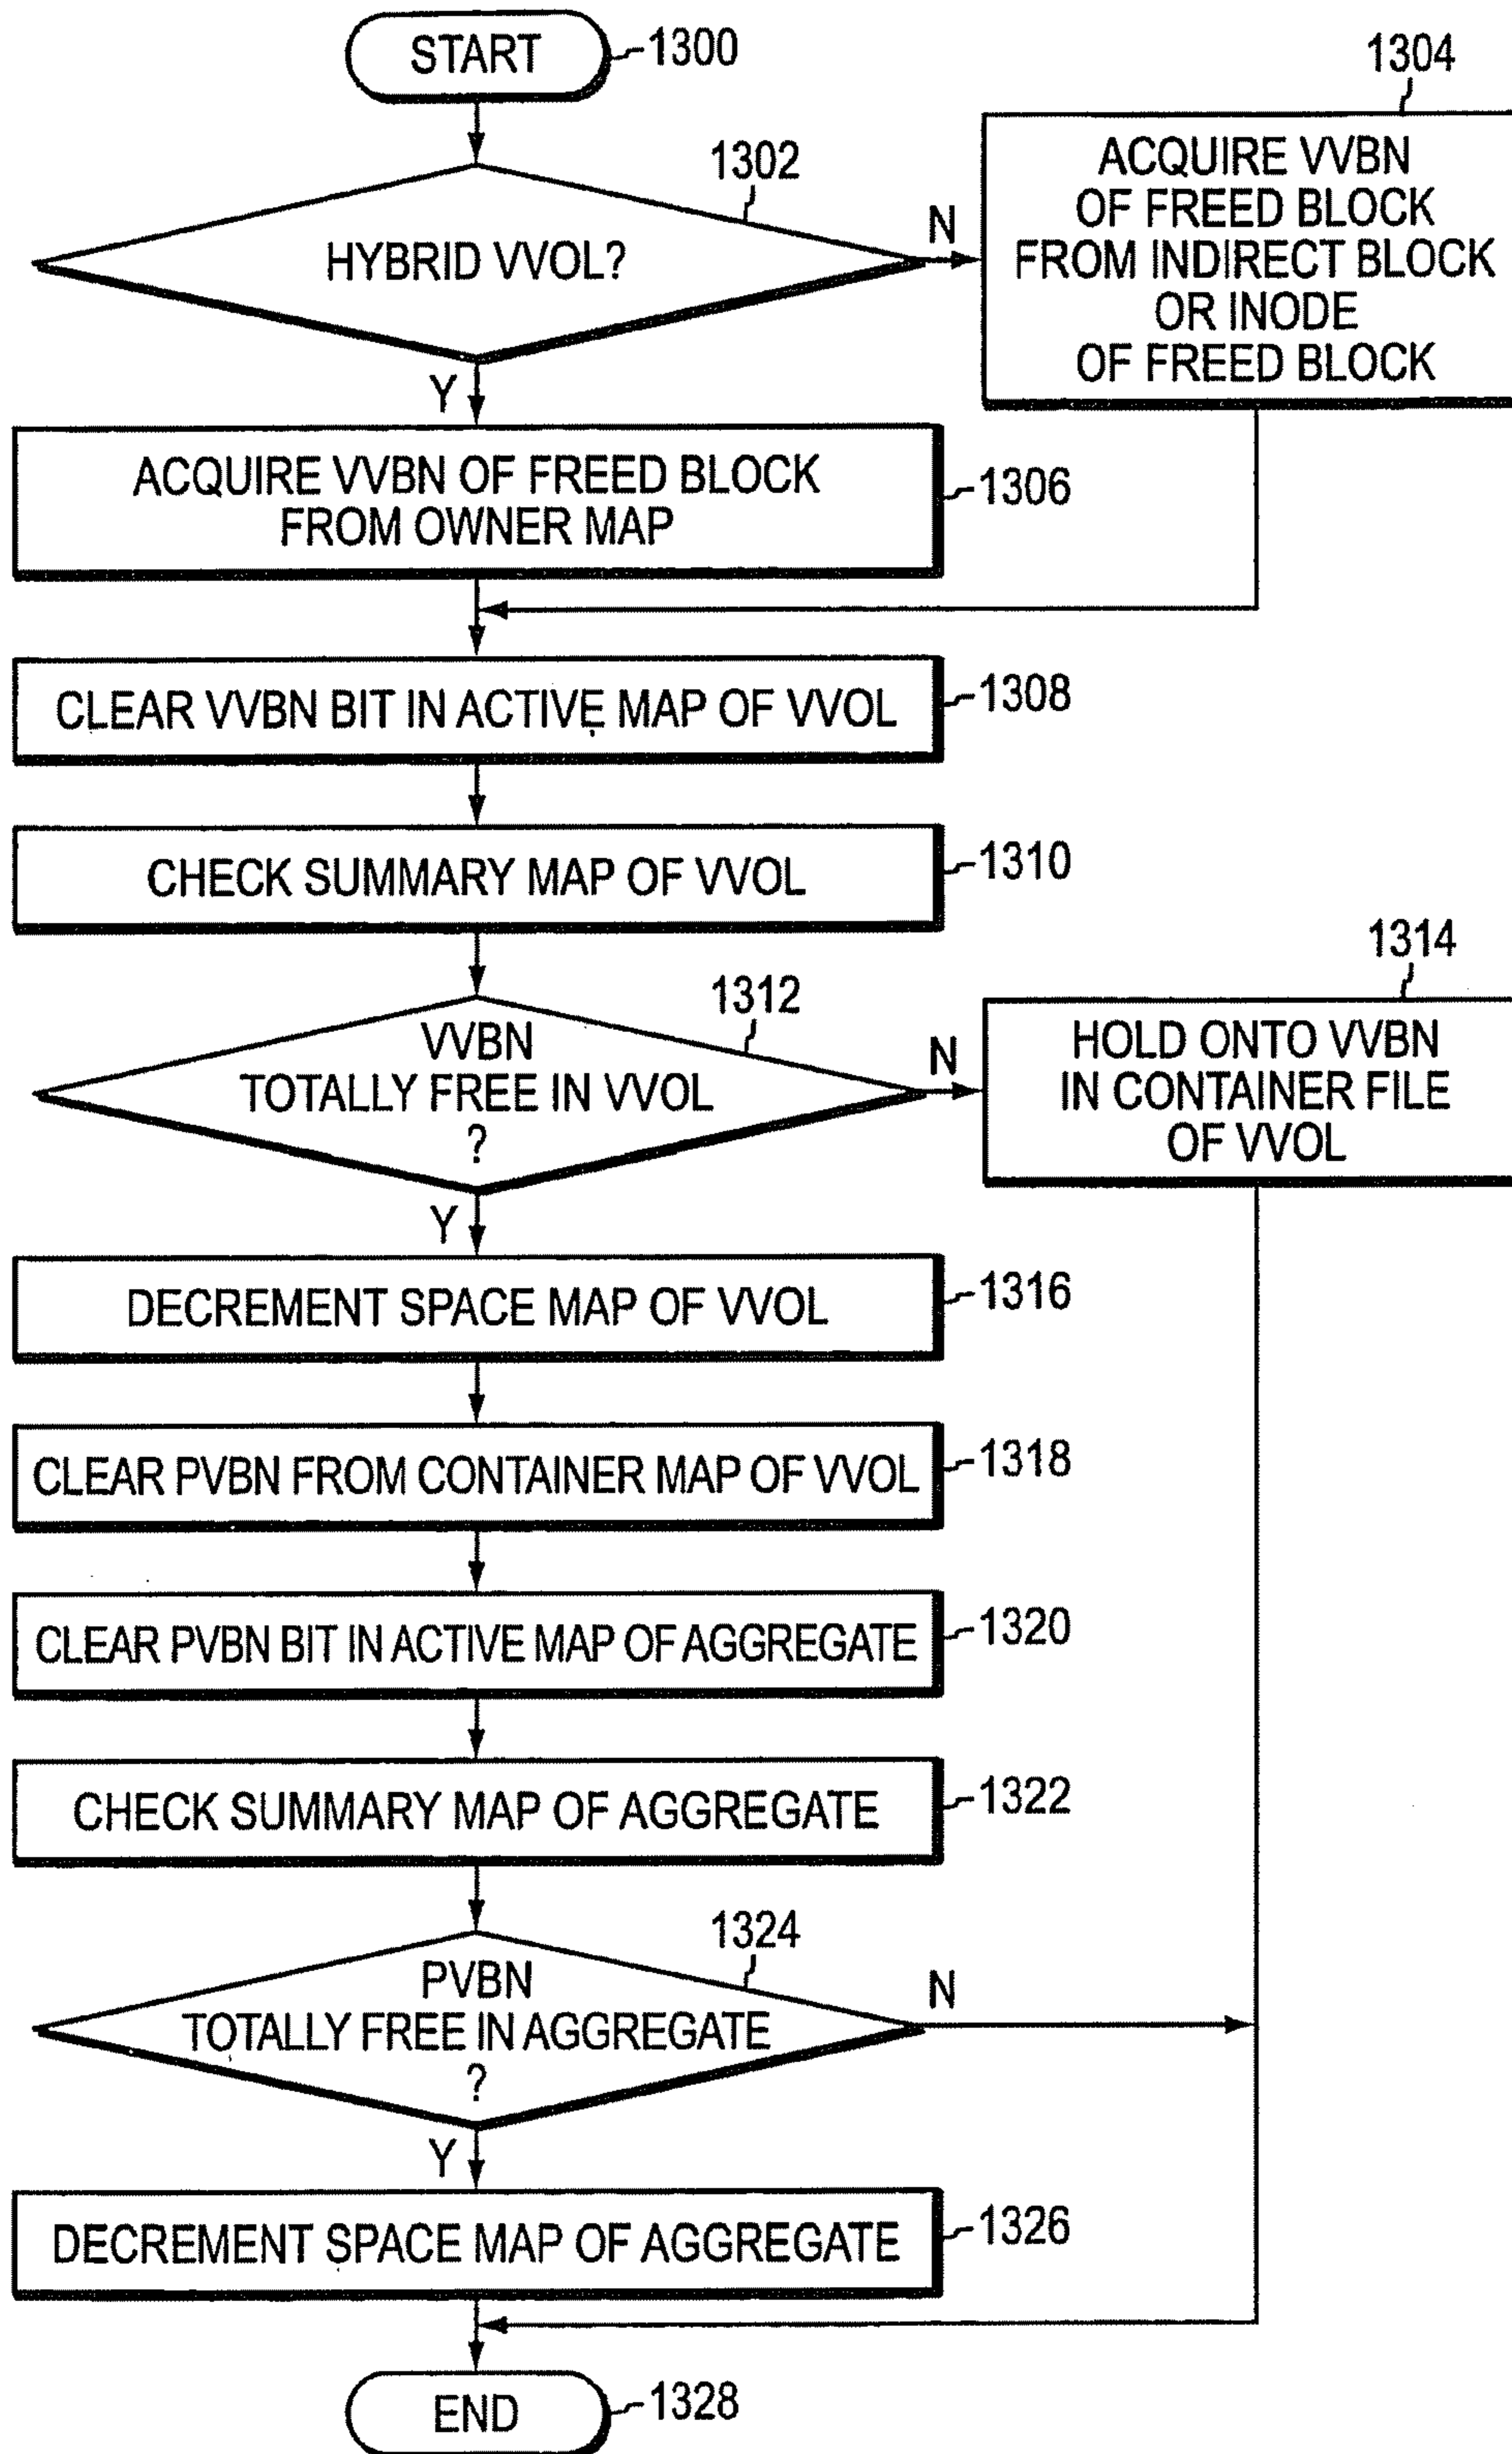 START
1300
1302
HYBRID VVOL?
N
Y
1304
ACQUIRE VVBN
OF FREED BLOCK
FROM INDIRECT BLOCK
OR INODE
OF FREED BLOCK
ACQUIRE VVBN OF FREED BLOCK
FROM OWNER MAP
1306
CLEAR VVBN BIT IN ACTIVE MAP OF VVOL
1308
CHECK SUMMARY MAP OF VVOL
1310
1312
VVBN
TOTALLY FREE IN VVOL
?
N
Y
1314
HOLD ONTO VVBN
IN CONTAINER FILE
OF VVOL
DECREMENT SPACE MAP OF VVOL
1316
CLEAR PVBN FROM CONTAINER MAP OF VVOL
1318
CLEAR PVBN BIT IN ACTIVE MAP OF AGGREGATE
1320
CHECK SUMMARY MAP OF AGGREGATE
1322
1324
PVBN
TOTALLY FREE IN AGGREGATE
?
N
Y
DECREMENT SPACE MAP OF AGGREGATE
1326
END
1328